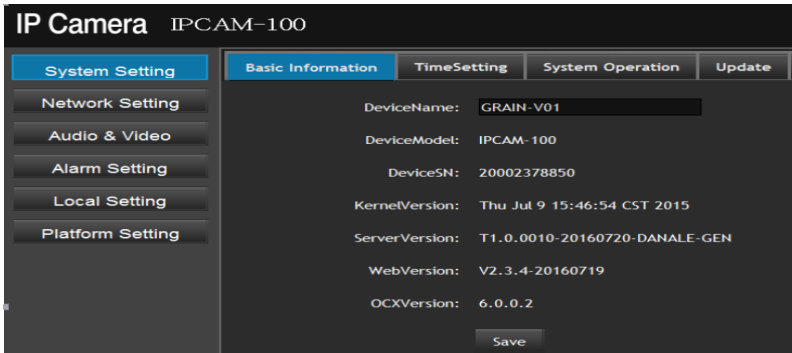 IP Camera IPCAM-100
System Setting
Network Setting
Audio & Video
Alarm Setting
Local Setting
Platform Setting
Basic Information TimeSetting System Operation Update
DeviceName: GRAIN-V01
DeviceModel: IPCAM-100
DeviceSN: 20002378850
KernelVersion: Thu Jul 9 15:46:54 CST 2015
ServerVersion: T1.0.0010-20160720-DANALE-GEN
WebVersion: V2.3.4-20160719
OCXVersion: 6.0.0.2
Save